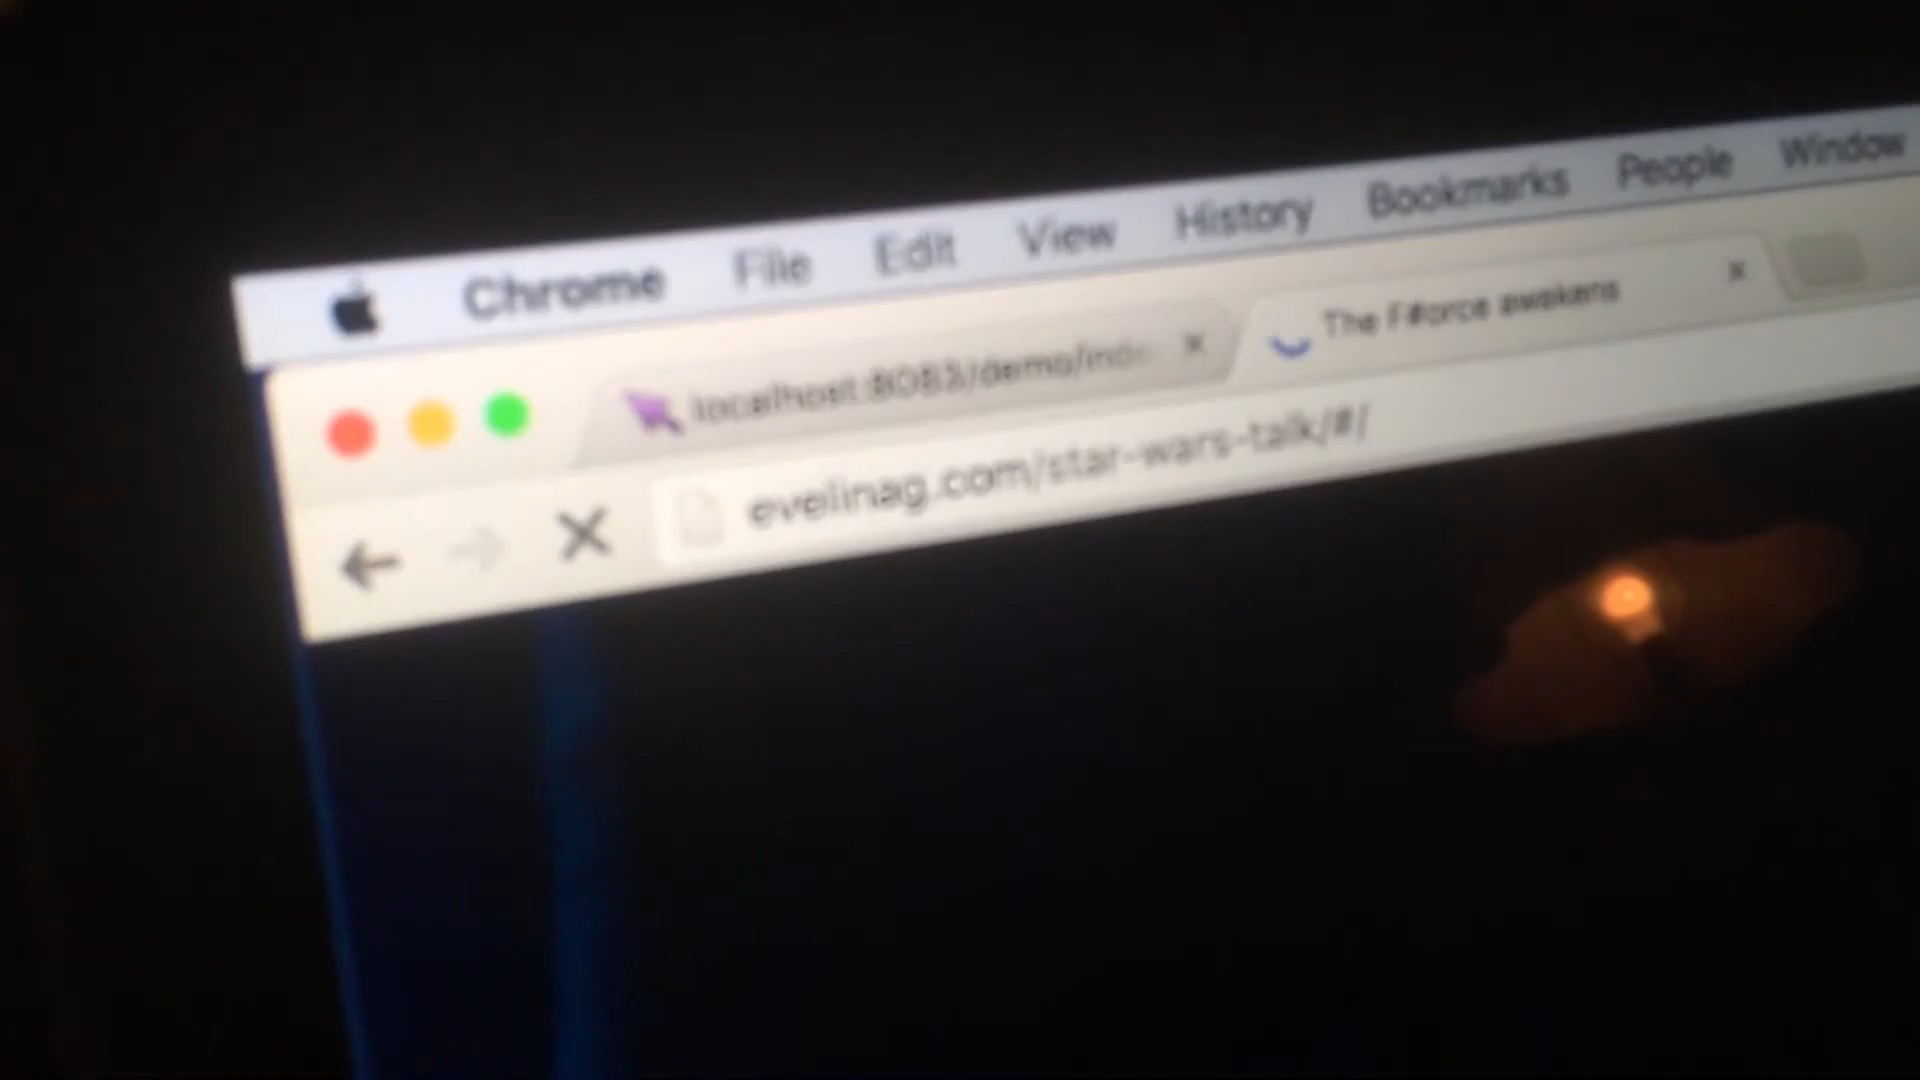 Chrome File Edit View History Bookmarks People Window
localhost:8083/demo/inde
The F#orce awakens
evelinag.com/star-wars-talk/#/